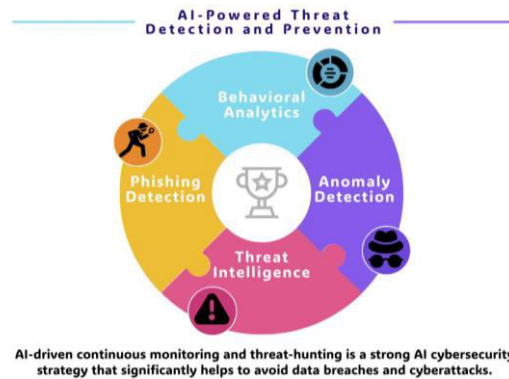 AI-Powered Threat
Detection and Prevention
Behavioral
Analytics
Phishing
Detection
Anomaly
Detection
Threat
Intelligence
AI-driven continuous monitoring and threat-hunting is a strong AI cybersecurity
strategy that significantly helps to avoid data breaches and cyberattacks.